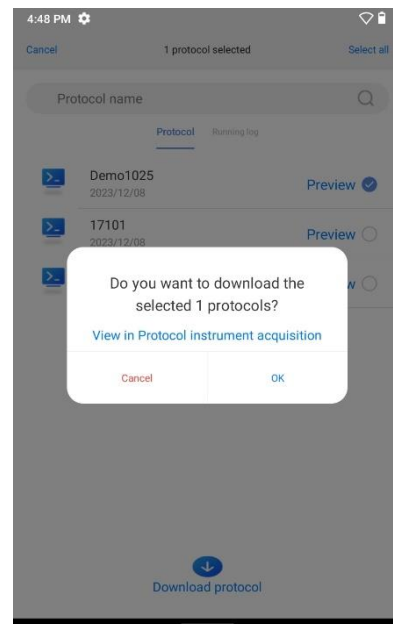 4:48 PM
Cancel 1 protocol selected Select all
Protocol name
Protocol Running log
Demo1025
2023/12/08
Preview
17101
2023/12/08
Preview
w
Do you want to download the
selected 1 protocols?
View in Protocol instrument acquisition
Cancel OK
Download protocol